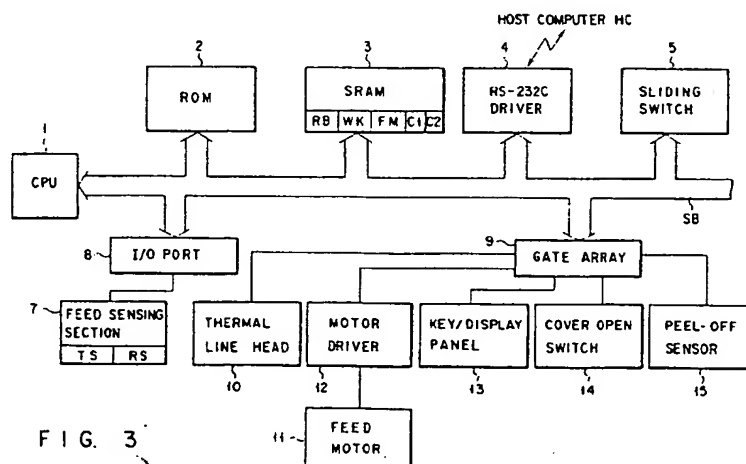 HOST COMPUTER HC
2
3
4
5
ROM
SRAM
RB WK FM C1 C2
RS-232C
DRIVER
SLIDING
SWITCH
1
CPU
SB
8
I/O PORT
9
GATE ARRAY
7
FEED SENSING
SECTION
TS RS
THERMAL
LINE HEAD
MOTOR
DRIVER
KEY/DISPLAY
PANEL
COVER OPEN
SWITCH
PEEL-OFF
SENSOR
10
12
13
14
15
FIG. 3
11
FEED
MOTOR